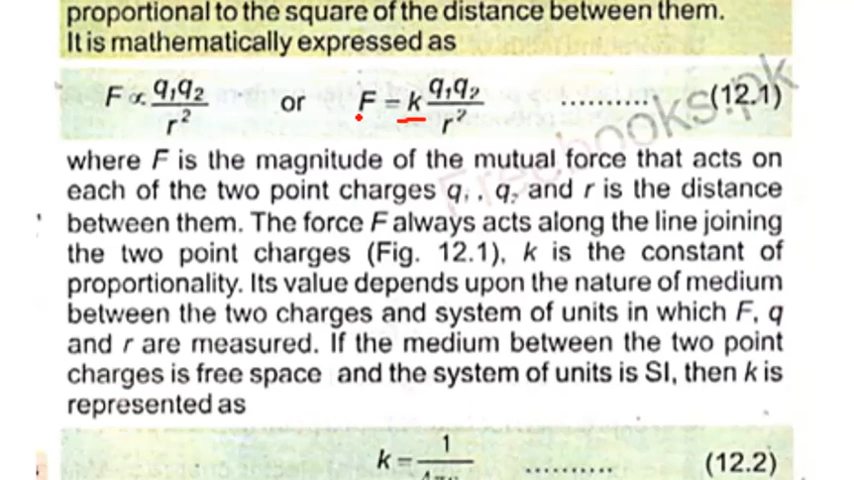 proportional to the square of the distance between them.
It is mathematically expressed as
F ∝ q₁q₂/r² or F = k q₁q₂/r² .......... (12.1)
where F is the magnitude of the mutual force that acts on
each of the two point charges q₁, q₂ and r is the distance
between them. The force F always acts along the line joining
the two point charges (Fig. 12.1), k is the constant of
proportionality. Its value depends upon the nature of medium
between the two charges and system of units in which F, q
and r are measured. If the medium between the two point
charges is free space and the system of units is SI, then k is
represented as
k = 1 .......... (12.2)
Freebooks.pk